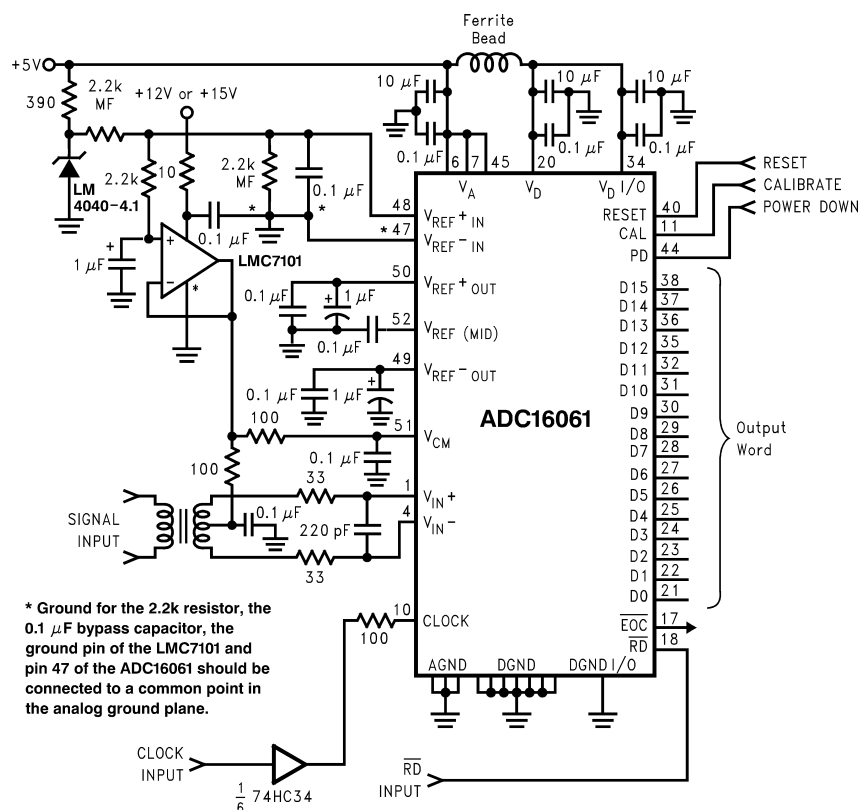 Ferrite
Bead
+5V
390
2.2k
MF
+12V or +15V
10 μF
10 μF
10 μF
0.1 μF
0.1 μF
0.1 μF
6 7 45 20 34
V_A V_D V_D I/O
LM
4040-4.1
2.2k
10
2.2k
MF
0.1 μF
0.1 μF
* *
1 μF
+
+
−
*
LMC7101
48 V_REF+ IN
*47 V_REF− IN
50 V_REF+ OUT
0.1 μF
+ 1 μF
52 V_REF (MID)
0.1 μF
49 V_REF− OUT
0.1 μF
1 μF +
100
51 V_CM
0.1 μF
100
33
1 V_IN+
4 V_IN−
0.1 μF
220 pF
33
SIGNAL
INPUT
ADC16061
RESET 40 RESET
CAL 11 CALIBRATE
PD 44 POWER DOWN
D15 38
D14 37
D13 36
D12 35
D11 32
D10 31
D9 30
D8 29
D7 28
D6 27
D5 26
D4 25
D3 24
D2 23
D1 22
D0 21
Output
Word
E̅O̅C̅ 17
R̅D̅ 18
10 CLOCK
100
AGND DGND DGND I/O
* Ground for the 2.2k resistor, the
0.1 μF bypass capacitor, the
ground pin of the LMC7101 and
pin 47 of the ADC16061 should be
connected to a common point in
the analog ground plane.
CLOCK
INPUT
1/6 74HC34
R̅D̅
INPUT